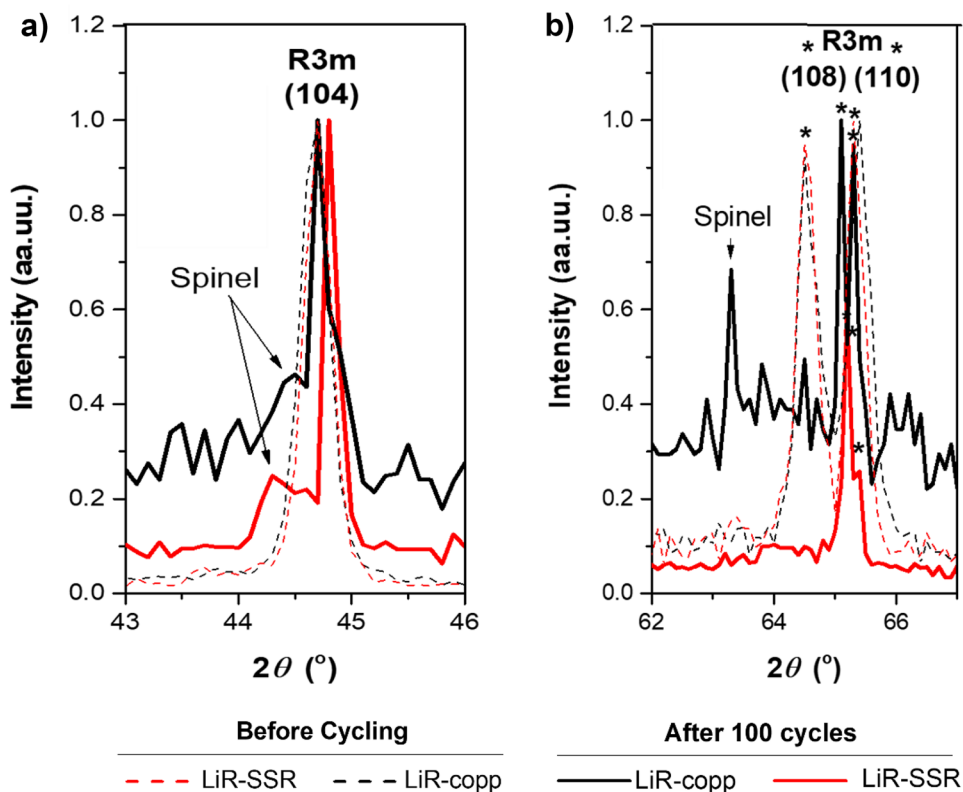 a)
1.2
1.0
0.8
0.6
0.4
0.2
0.0
Intensity (aa.uu.)
R3m
(104)
Spinel
43 44 45 46
2θ (o)
b)
1.2
1.0
0.8
0.6
0.4
0.2
0.0
Intensity (aa.uu.)
* R3m *
(108) (110)
* * * *
* *
*
Spinel
62 64 66
2θ (o)
Before Cycling
LiR-SSR LiR-copp
After 100 cycles
LiR-copp LiR-SSR